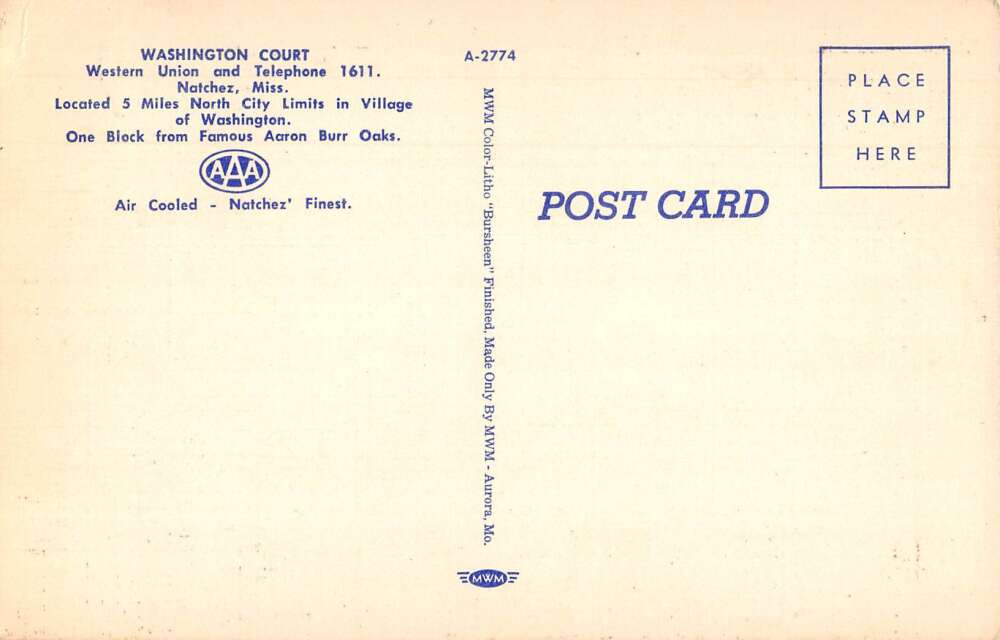 WASHINGTON COURT
Western Union and Telephone 1611.
Natchez, Miss.
Located 5 Miles North City Limits in Village
of Washington.
One Block from Famous Aaron Burr Oaks.
AAA
Air Cooled - Natchez' Finest.
A-2774
MWM Color-Litho "Bursheen" Finished. Made Only By MWM - Aurora, Mo.
MWM
POST CARD
PLACE
STAMP
HERE